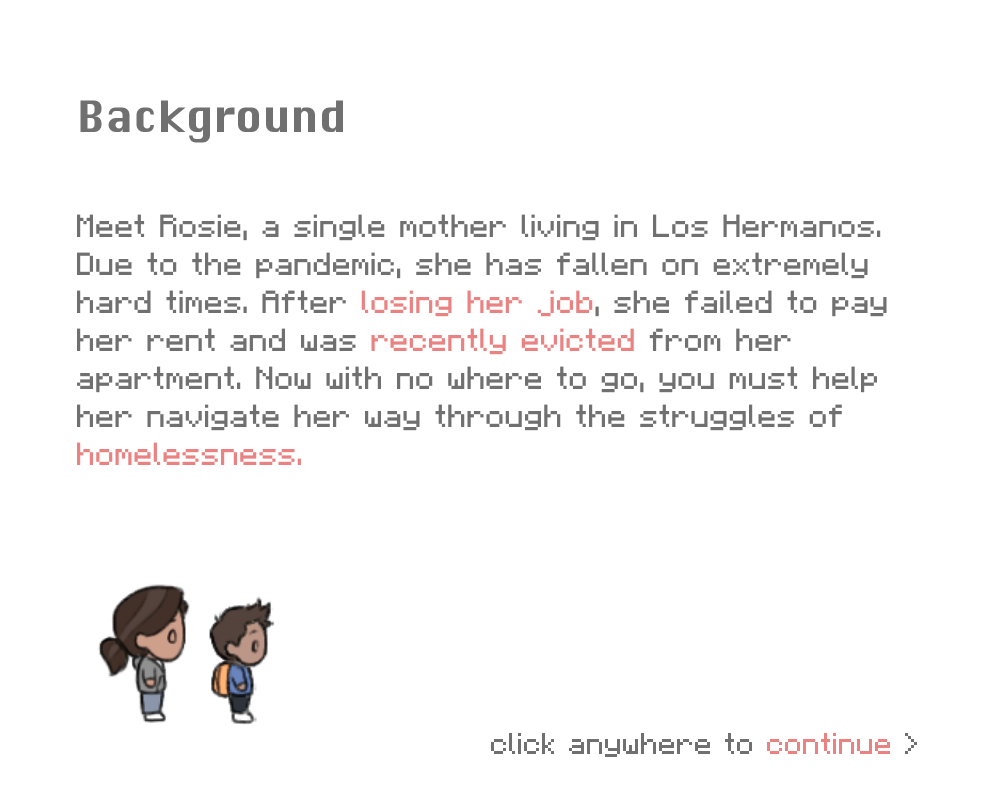 Background
Meet Rosie, a single mother living in Los Hermanos.
Due to the pandemic, she has fallen on extremely
hard times. After losing her job, she failed to pay
her rent and was recently evicted from her
apartment. Now with no where to go, you must help
her navigate her way through the struggles of
homelessness.
click anywhere to continue >